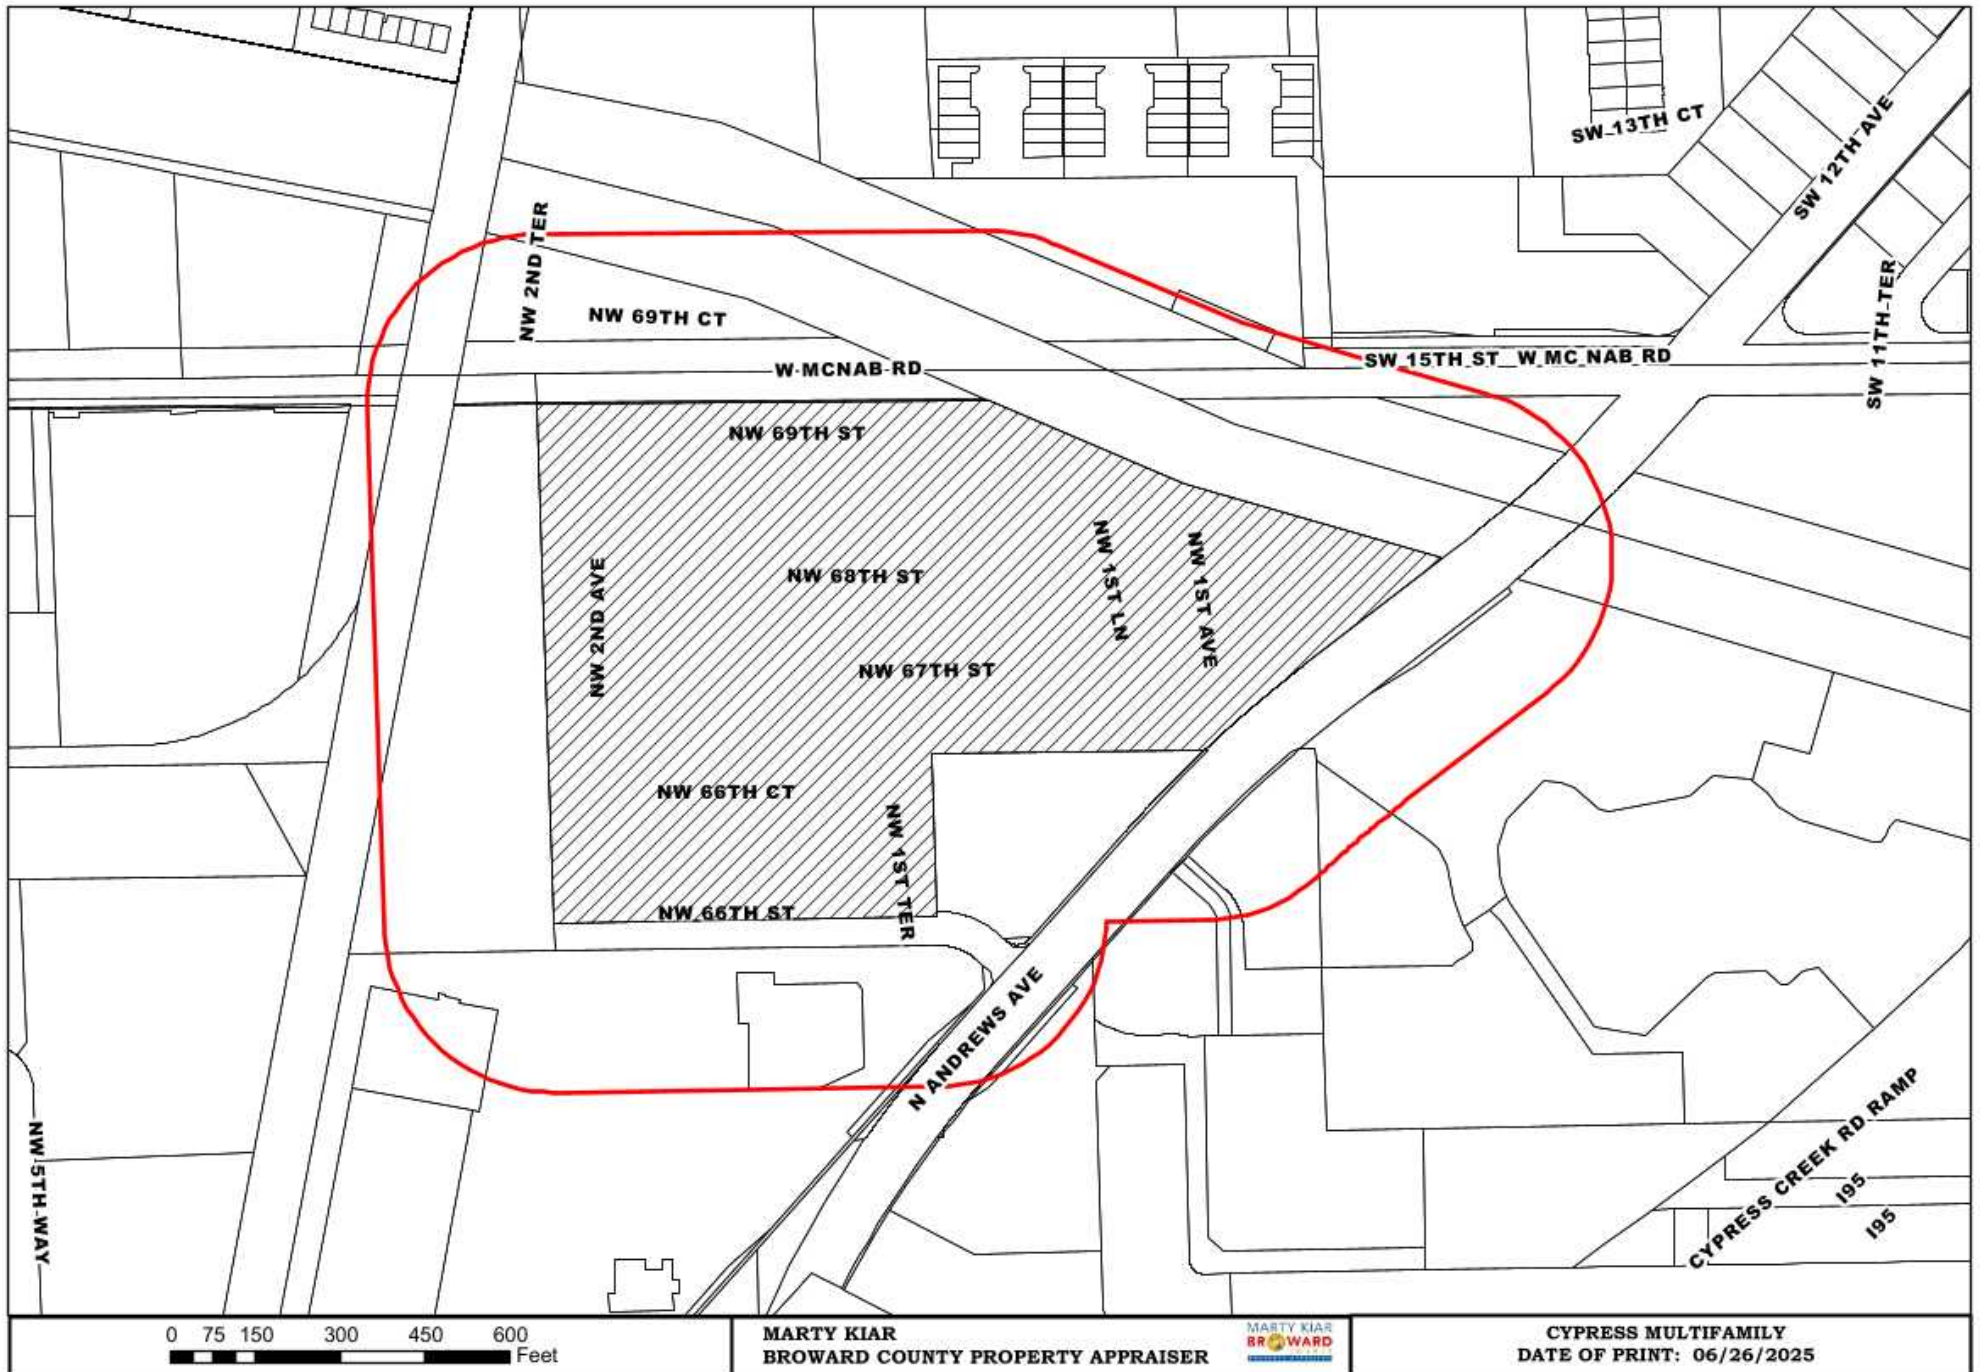 SW 13TH CT
SW 12TH AVE
NW 2ND TER
SW 11TH TER
NW 69TH CT
W MCNAB RD
SW 15TH ST W MC NAB RD
NW 69TH ST
NW 2ND AVE
NW 68TH ST
NW 1ST LN
NW 1ST AVE
NW 67TH ST
NW 66TH CT
NW 1ST TER
NW 66TH ST
N ANDREWS AVE
NW 5TH WAY
CYPRESS CREEK RD RAMP
I95
I95
0 75 150 300 450 600
Feet
MARTY KIAR
BROWARD COUNTY PROPERTY APPRAISER
MARTY KIAR
BROWARD
CYPRESS MULTIFAMILY
DATE OF PRINT: 06/26/2025